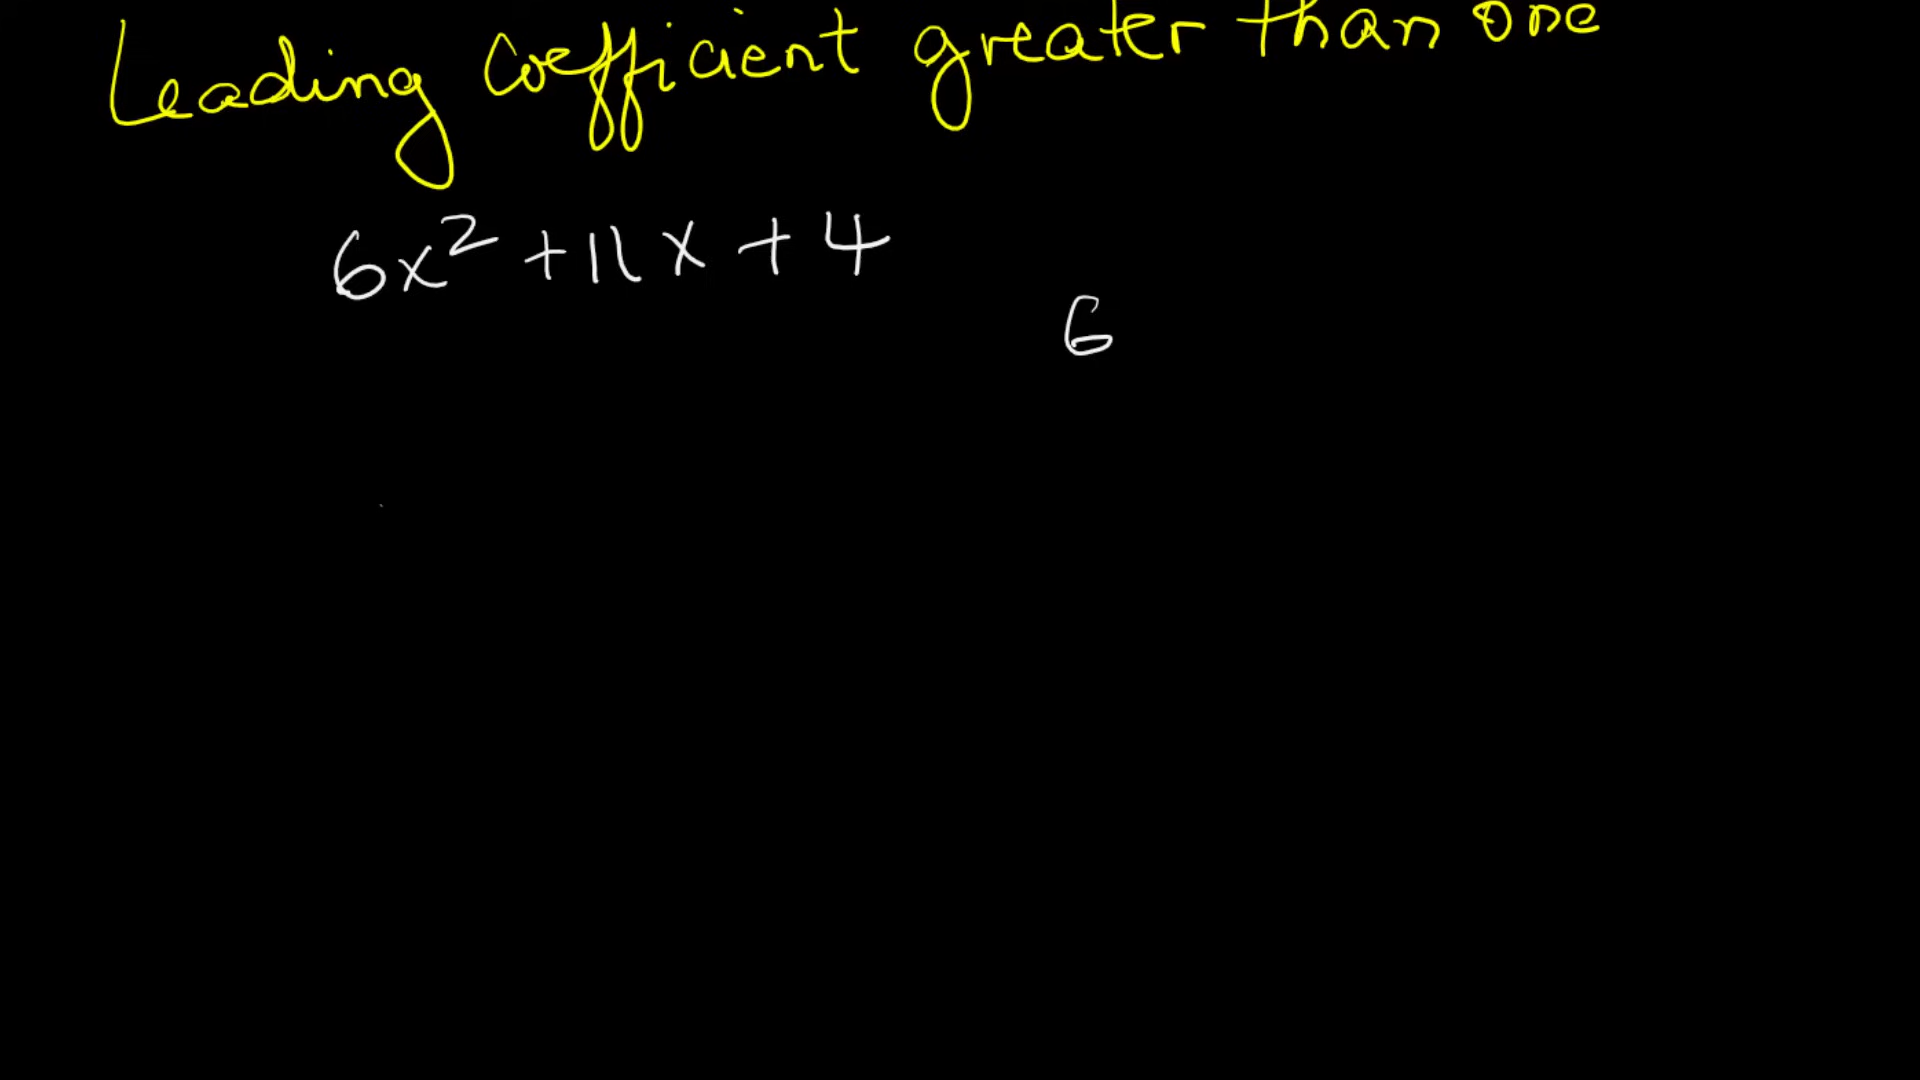 Leading coefficient greater than one
6x² + 11x + 4
6